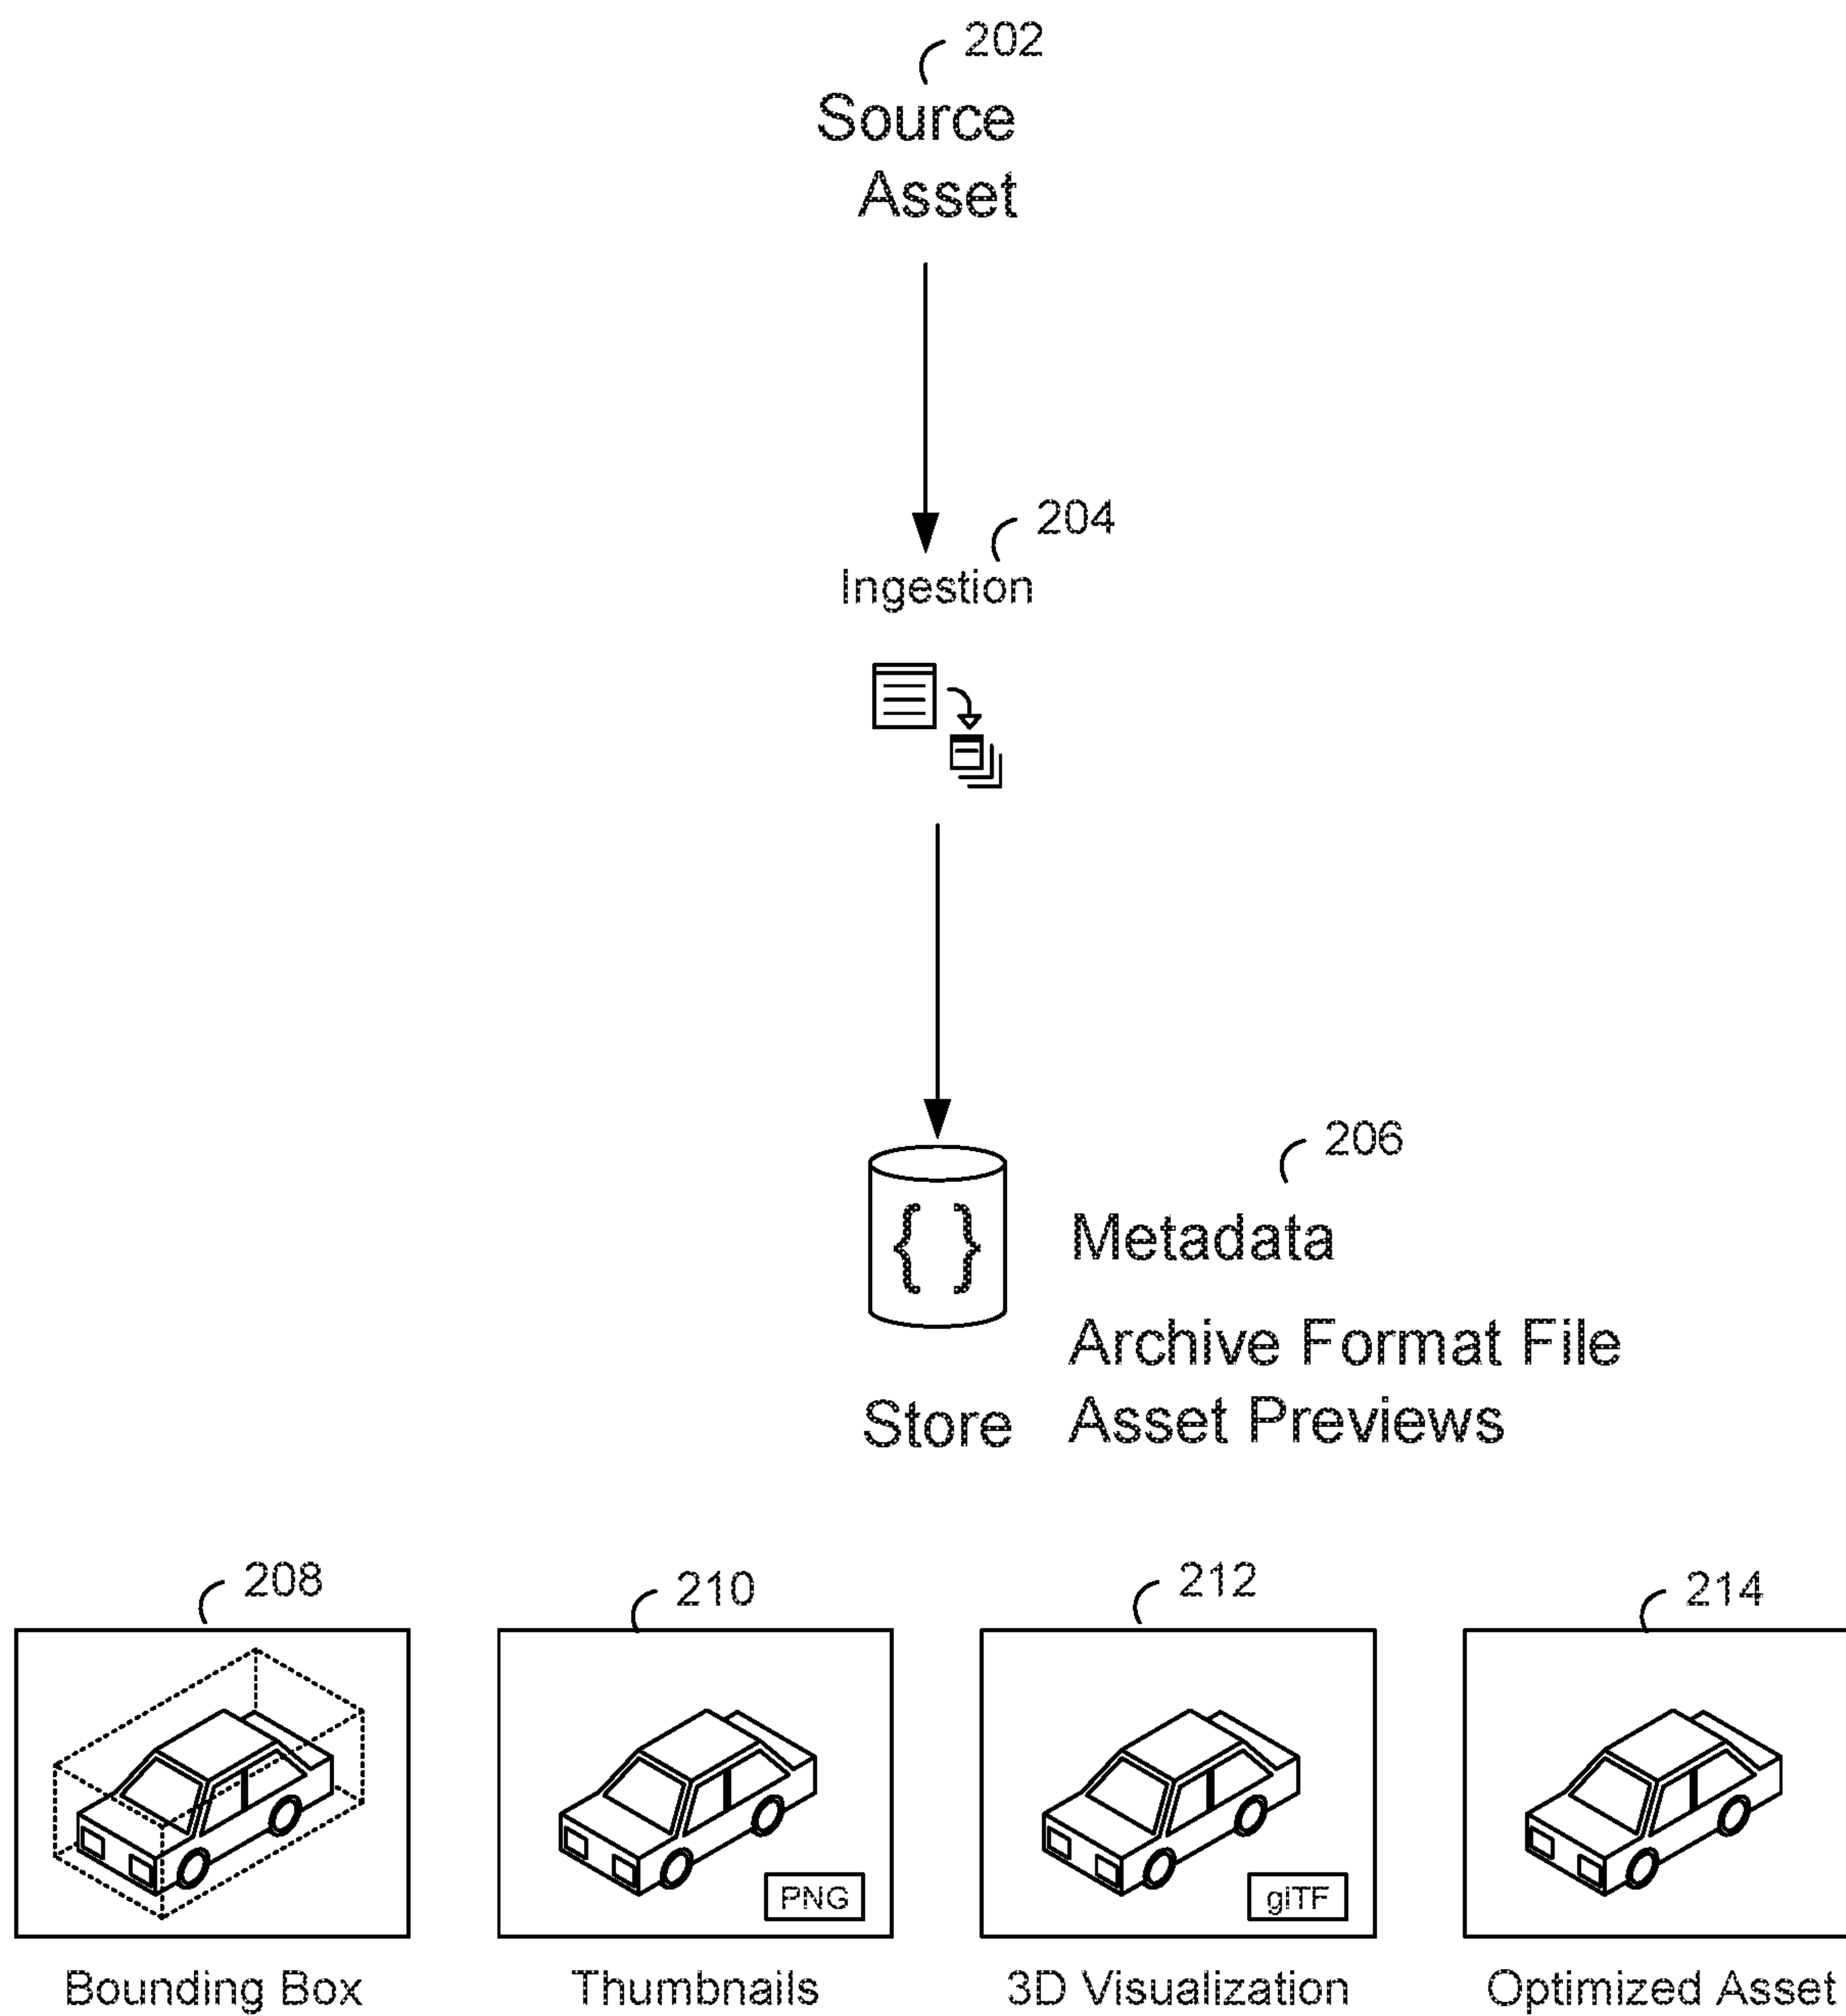 202
Source
Asset
204
Ingestion
206
{ }
Metadata
Archive Format File
Store
Asset Previews
208
210
212
214
PNG
glTF
Bounding Box
Thumbnails
3D Visualization
Optimized Asset